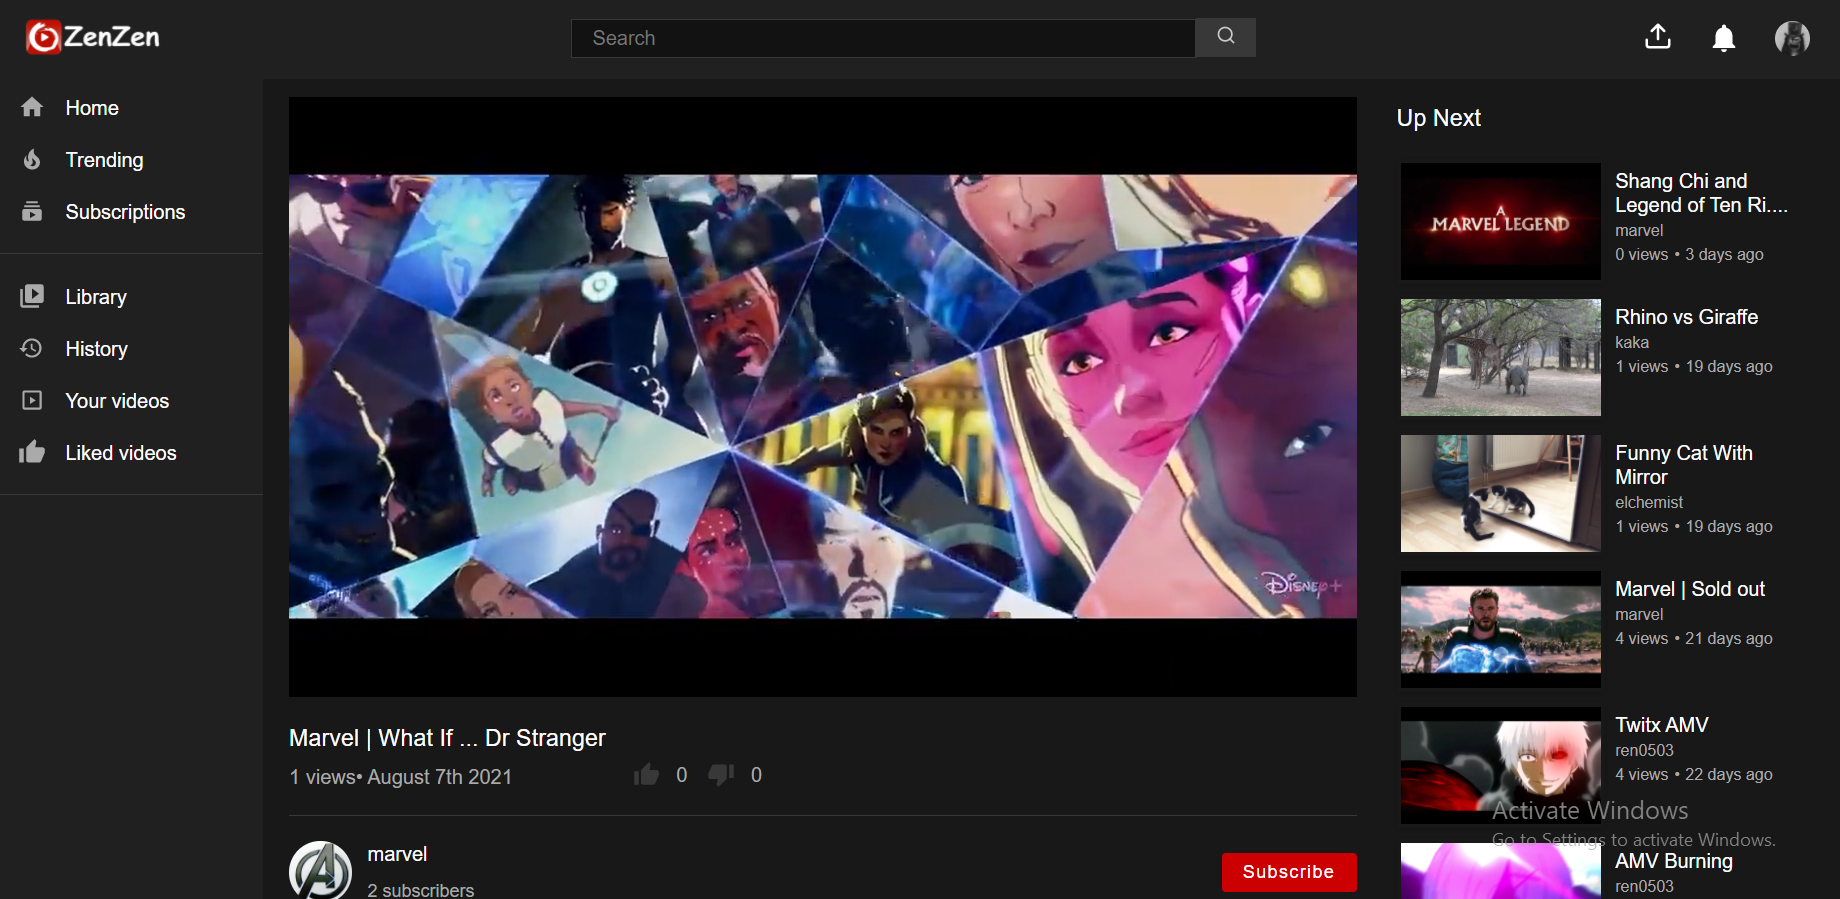 ZenZen
Search
Home
Trending
Subscriptions
Library
History
Your videos
Liked videos
Disney+
Marvel | What If ... Dr Stranger
1 views• August 7th 2021
0
0
marvel
2 subscribers
Subscribe
Up Next
A
MARVEL LEGEND
Shang Chi and
Legend of Ten Ri....
marvel
0 views • 3 days ago
Rhino vs Giraffe
kaka
1 views • 19 days ago
Funny Cat With
Mirror
elchemist
1 views • 19 days ago
Marvel | Sold out
marvel
4 views • 21 days ago
Twitx AMV
ren0503
4 views • 22 days ago
Activate Windows
Go to Settings to activate Windows.
AMV Burning
ren0503